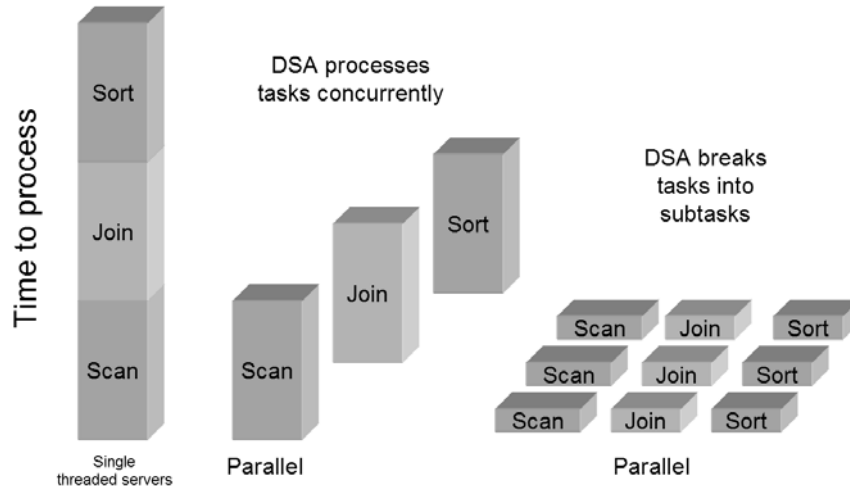 Time to process
Sort
Join
Scan
Single
threaded servers
DSA processes
tasks concurrently
Sort
Join
Scan
Parallel
DSA breaks
tasks into
subtasks
Scan Join Sort
Scan Join Sort
Scan Join Sort
Parallel